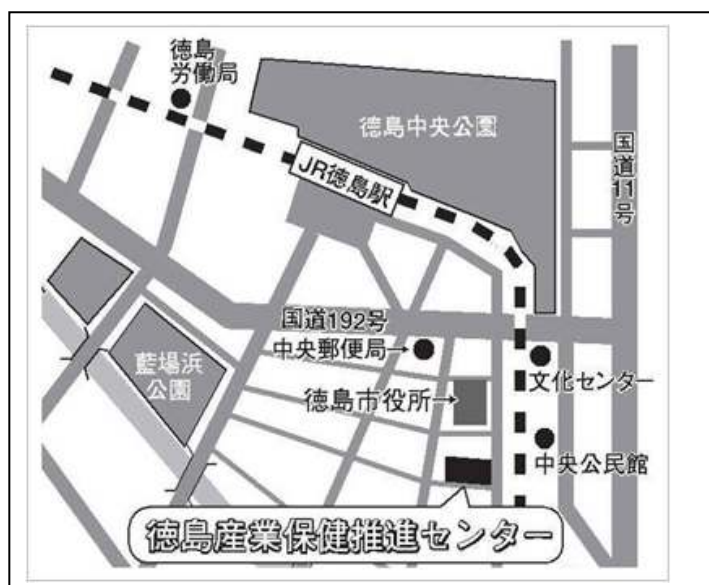 徳島
労働局
徳島中央公園
JR徳島駅
国道11号
国道192号
中央郵便局→
藍場浜
公園
徳島市役所→
文化センター
中央公民館
徳島産業保健推進センター